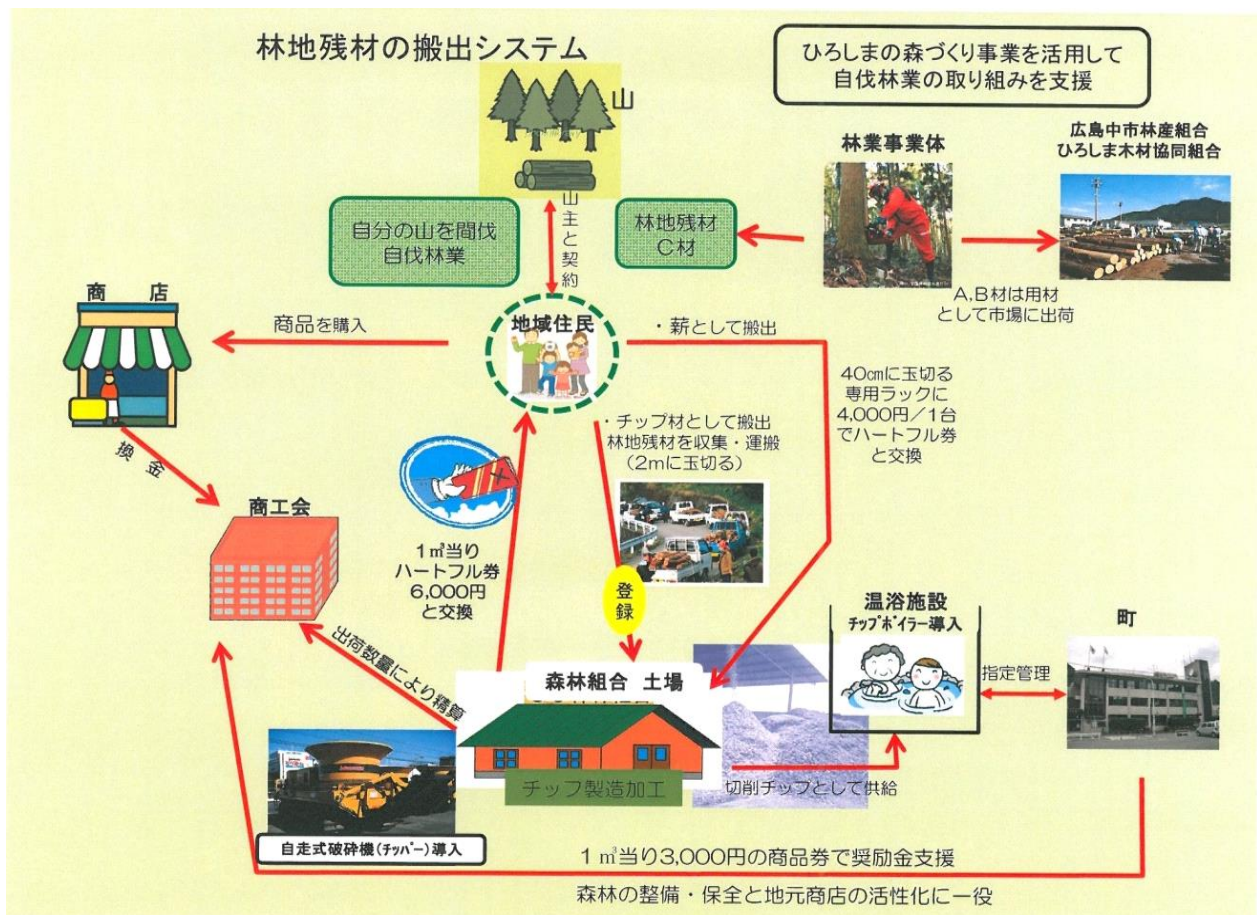 林地残材の搬出システム
ひろしまの森づくり事業を活用して
自伐林業の取り組みを支援
山
林業事業体
広島中市林産組合
ひろしま木材協同組合
自分の山を間伐
自伐林業
山主と契約
林地残材
C材
A,B材は用材
として市場に出荷
商 店
商品を購入
地域住民
・薪として搬出
40㎝に玉切る
専用ラックに
4,000円/1台
でハートフル券
と交換
・チップ材として搬出
林地残材を収集・運搬
(2mに玉切る)
換 金
商工会
1㎥当り
ハートフル券
6,000円
と交換
登録
温浴施設
チップボイラー導入
町
出荷数量により精算
森林組合 土場
指定管理
チップ製造加工
切削チップとして供給
自走式破砕機(チッパー)導入
1㎥当り3,000円の商品券で奨励金支援
森林の整備・保全と地元商店の活性化に一役